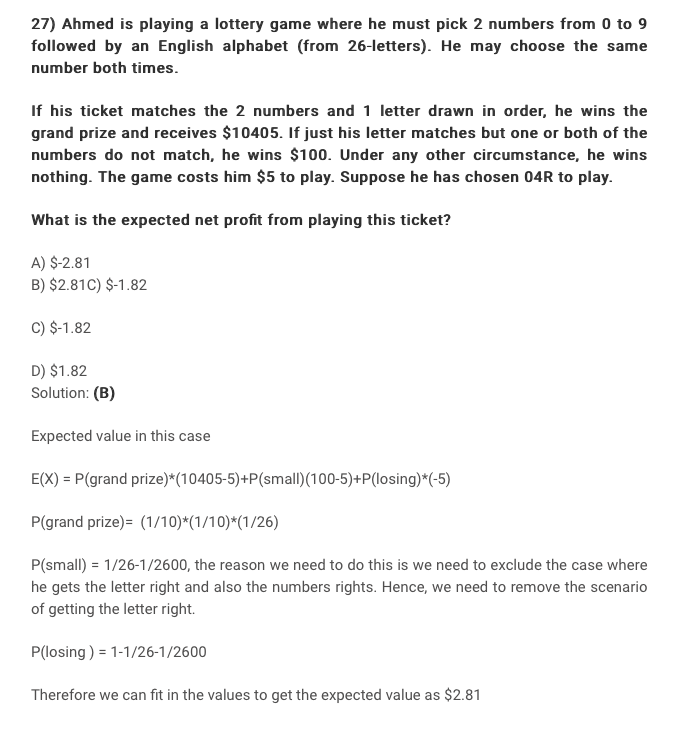 27) Ahmed is playing a lottery game where he must pick 2 numbers from 0 to 9
followed by an English alphabet (from 26-letters). He may choose the same
number both times.
If his ticket matches the 2 numbers and 1 letter drawn in order, he wins the
grand prize and receives $10405. If just his letter matches but one or both of the
numbers do not match, he wins $100. Under any other circumstance, he wins
nothing. The game costs him $5 to play. Suppose he has chosen 04R to play.
What is the expected net profit from playing this ticket?
A) $-2.81
B) $2.81C) $-1.82
C) $-1.82
D) $1.82
Solution: (B)
Expected value in this case
E(X) = P(grand prize)*(10405-5)+P(small)(100-5)+P(losing)*(-5)
P(grand prize)= (1/10)*(1/10)*(1/26)
P(small) = 1/26-1/2600, the reason we need to do this is we need to exclude the case where
he gets the letter right and also the numbers rights. Hence, we need to remove the scenario
of getting the letter right.
P(losing ) = 1-1/26-1/2600
Therefore we can fit in the values to get the expected value as $2.81